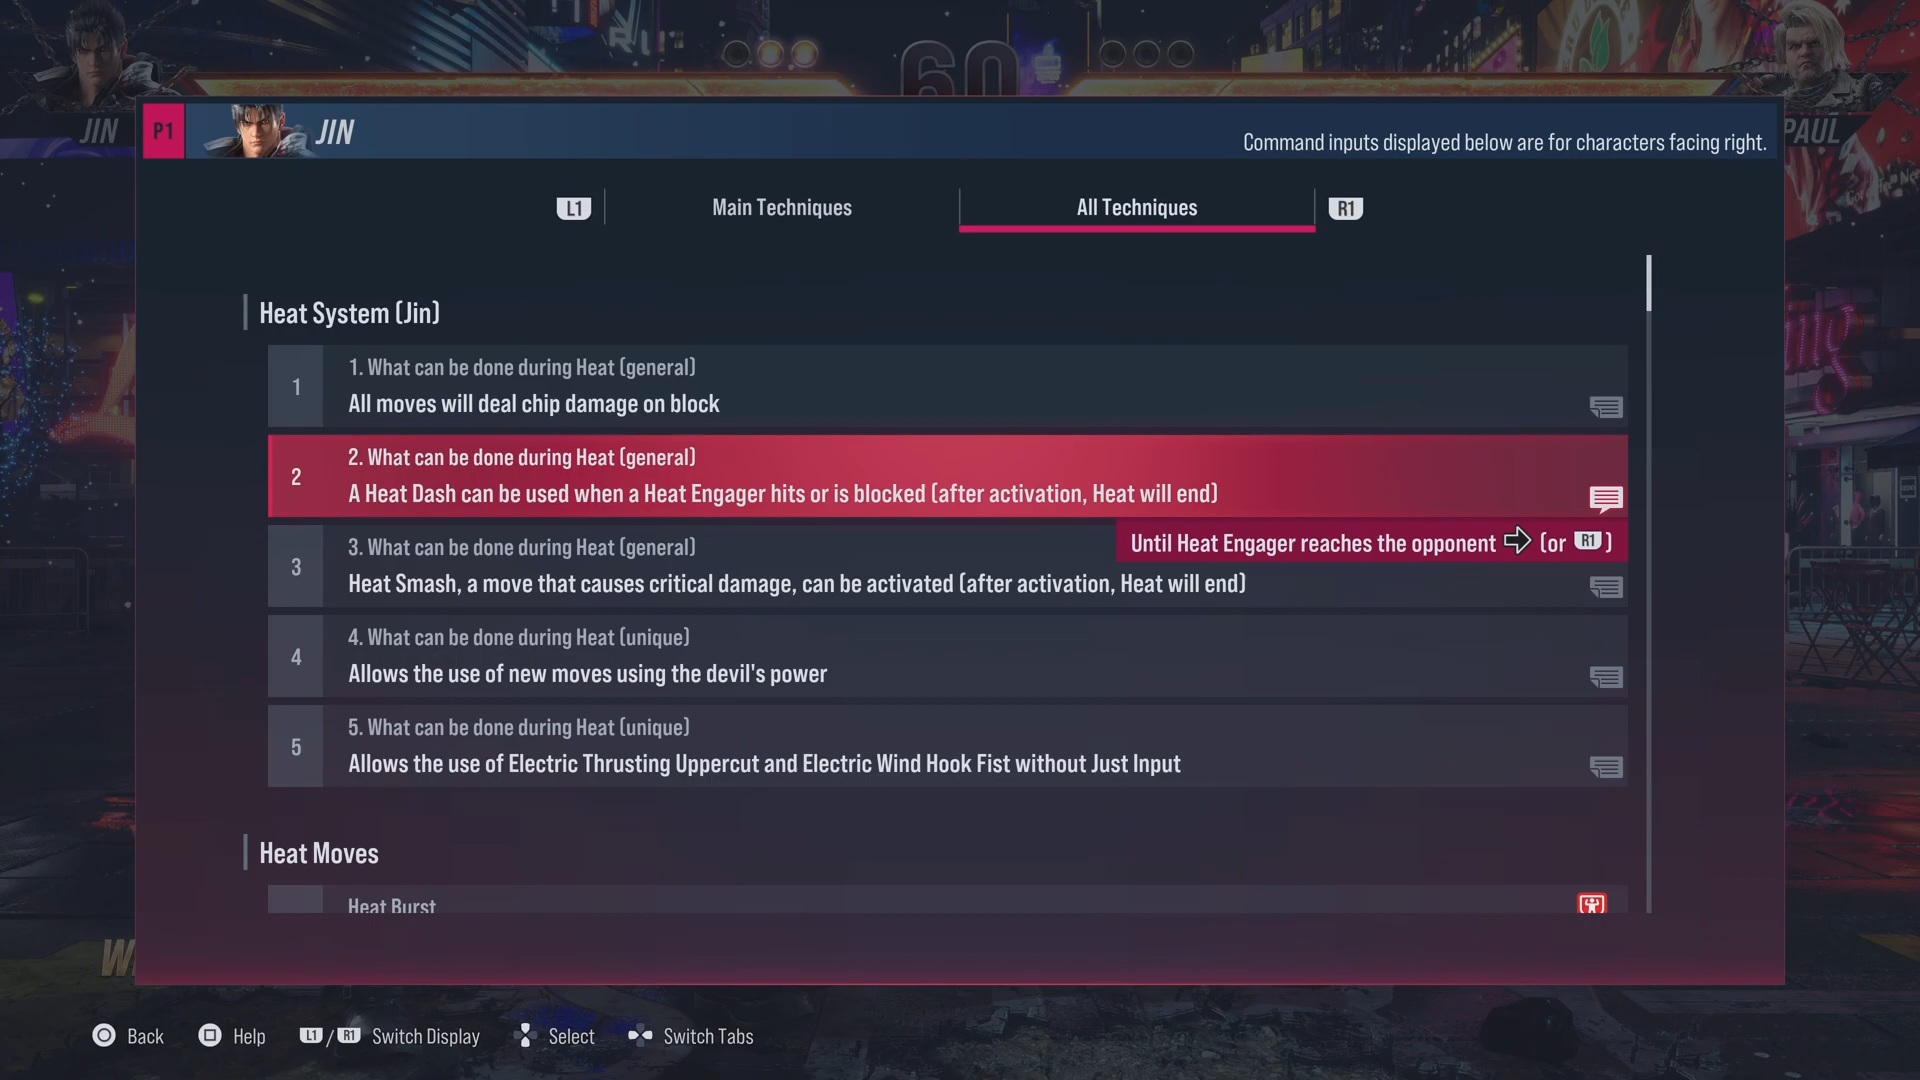 60
JIN
PAUL
P1
JIN
Command inputs displayed below are for characters facing right.
L1
Main Techniques
All Techniques
R1
Heat System (Jin)
1
1. What can be done during Heat (general)
All moves will deal chip damage on block
2
2. What can be done during Heat (general)
A Heat Dash can be used when a Heat Engager hits or is blocked (after activation, Heat will end)
Until Heat Engager reaches the opponent (or R1)
3
3. What can be done during Heat (general)
Heat Smash, a move that causes critical damage, can be activated (after activation, Heat will end)
4
4. What can be done during Heat (unique)
Allows the use of new moves using the devil's power
5
5. What can be done during Heat (unique)
Allows the use of Electric Thrusting Uppercut and Electric Wind Hook Fist without Just Input
Heat Moves
Heat Burst
Back
Help
L1/R1 Switch Display
Select
Switch Tabs